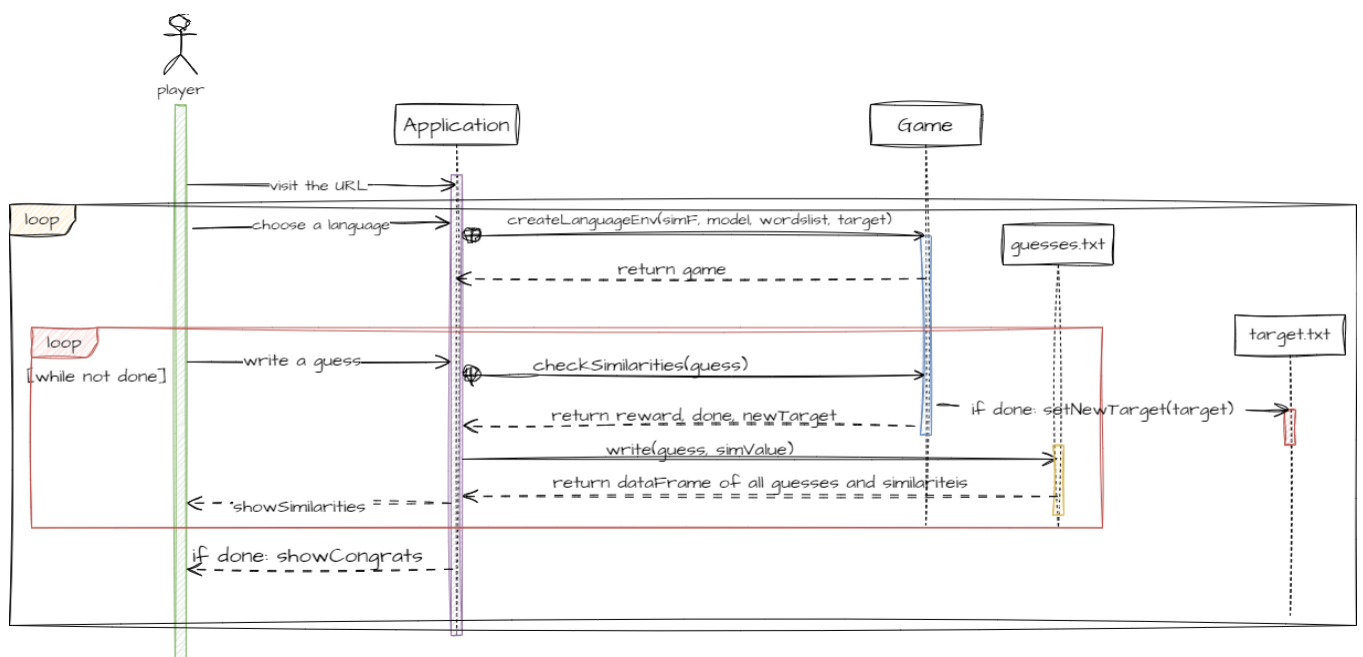 player
Application
Game
visit the URL
loop
choose a language
createLanguageEnv(simF, model, wordslist, target)
guesses.txt
return game
target.txt
loop
write a guess
[while not done]
checkSimilarities(guess)
return reward, done, newTarget
if done: setNewTarget(target)
write(guess, simValue)
return dataFrame of all guesses and similariteis
showSimilarities
if done: showCongrats